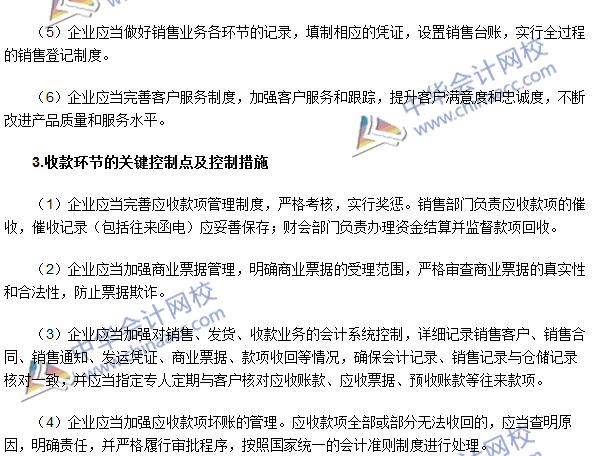 （5）企业应当做好销售业务各环节的记录，填制相应的凭证，设置销售台账，实行全过程
的销售登记制度。
（6）企业应当完善客户服务制度，加强客户服务和跟踪，提升客户满意度和忠诚度，不断
改进产品质量和服务水平。
3.收款环节的关键控制点及控制措施
（1）企业应当完善应收款项管理制度，严格考核，实行奖惩。销售部门负责应收款项的催
收，催收记录（包括往来函电）应妥善保存；财会部门负责办理资金结算并监督款项回收。
（2）企业应当加强商业票据管理，明确商业票据的受理范围，严格审查商业票据的真实性
和合法性，防止票据欺诈。
（3）企业应当加强对销售、发货、收款业务的会计系统控制，详细记录销售客户、销售合
同、销售通知、发运凭证、商业票据、款项收回等情况，确保会计记录、销售记录与仓储记录
核对一致，并应当指定专人定期与客户核对应收账款、应收票据、预收账款等往来款项。
（4）企业应当加强应收款项坏账的管理。应收款项全部或部分无法收回的，应当查明原
因，明确责任，并严格履行审批程序，按照国家统一的会计准则制度进行处理。
中华会计网校
www.chinaacc.com
中华会计网校
www.chinaacc.com